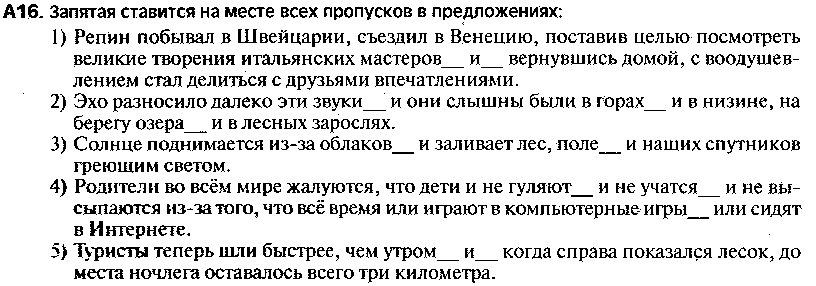 А16. Запятая ставится на месте всех пропусков в предложениях:
1) Репин побывал в Швейцарии, съездил в Венецию, поставив целью посмотреть
великие творения итальянских мастеров__ и__ вернувшись домой, с воодушев-
лением стал делиться с друзьями впечатлениями.
2) Эхо разносило далеко эти звуки__ и они слышны были в горах__ и в низине, на
берегу озера__ и в лесных зарослях.
3) Солнце поднимается из-за облаков__ и заливает лес, поле__ и наших спутников
греющим светом.
4) Родители во всём мире жалуются, что дети и не гуляют__ и не учатся__ и не вы-
сыпаются из-за того, что всё время или играют в компьютерные игры__ или сидят
в Интернете.
5) Туристы теперь шли быстрее, чем утром__ и__ когда справа показался лесок, до
места ночлега оставалось всего три километра.